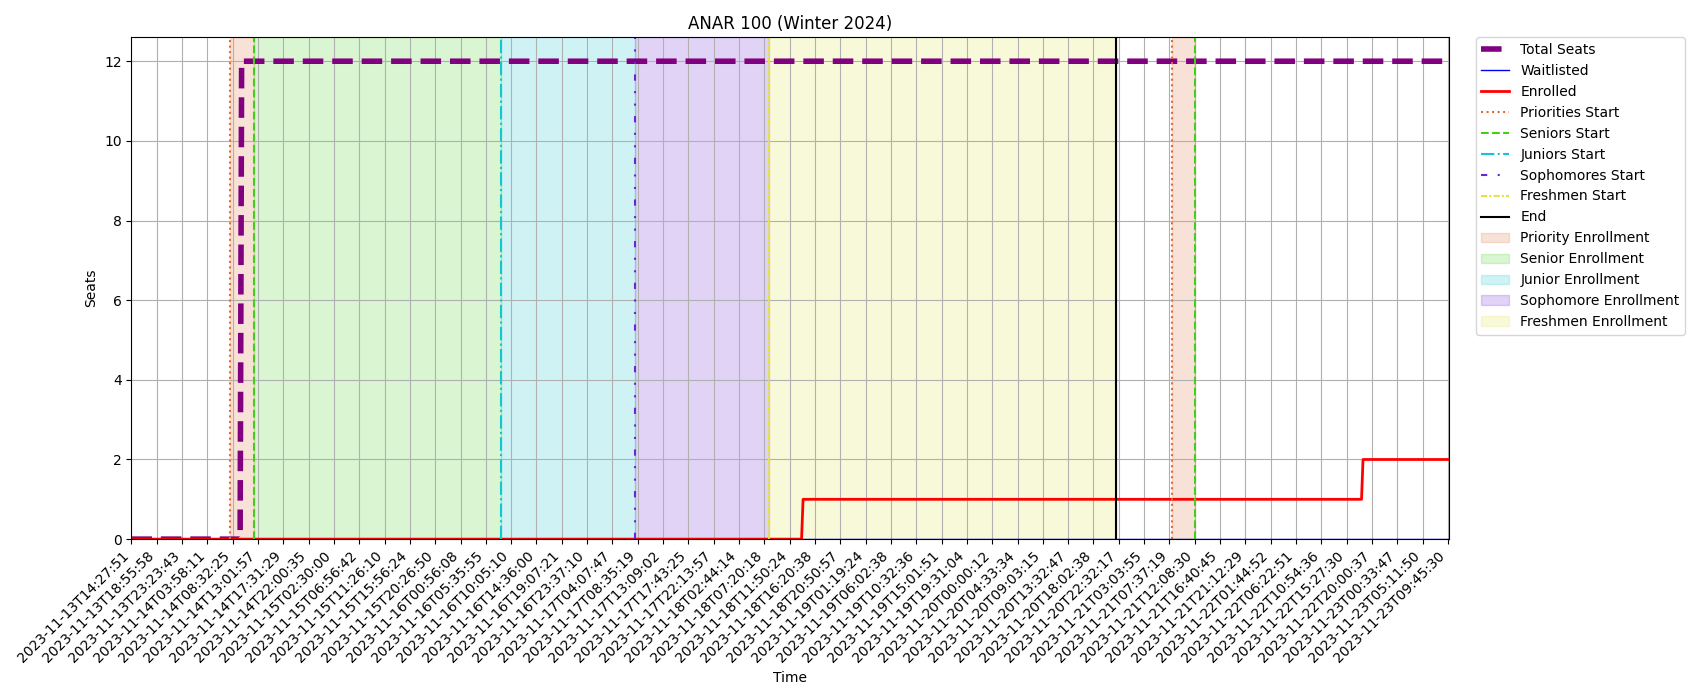 ANAR 100 (Winter 2024)
12
10
8
6
4
2
0
Seats
2023-11-13T14:27:51
2023-11-13T18:55:58
2023-11-13T23:23:43
2023-11-14T03:58:11
2023-11-14T08:32:25
2023-11-14T13:01:57
2023-11-14T17:31:29
2023-11-14T22:00:35
2023-11-15T02:30:00
2023-11-15T06:56:42
2023-11-15T11:26:10
2023-11-15T15:56:24
2023-11-15T20:26:50
2023-11-16T00:56:08
2023-11-16T05:35:55
2023-11-16T10:05:10
2023-11-16T14:36:00
2023-11-16T19:07:21
2023-11-16T23:37:10
2023-11-17T04:07:47
2023-11-17T08:35:19
2023-11-17T13:09:02
2023-11-17T17:43:25
2023-11-17T22:13:57
2023-11-18T02:44:14
2023-11-18T07:20:18
2023-11-18T11:50:24
2023-11-18T16:20:38
2023-11-18T20:50:57
2023-11-19T01:19:24
2023-11-19T06:02:38
2023-11-19T10:32:36
2023-11-19T15:01:51
2023-11-19T19:31:04
2023-11-20T00:00:12
2023-11-20T04:33:34
2023-11-20T09:03:15
2023-11-20T13:32:47
2023-11-20T18:02:38
2023-11-20T22:32:17
2023-11-21T03:03:55
2023-11-21T07:37:19
2023-11-21T12:08:30
2023-11-21T16:40:45
2023-11-21T21:12:29
2023-11-22T01:44:52
2023-11-22T06:22:51
2023-11-22T10:54:36
2023-11-22T15:27:30
2023-11-22T20:00:37
2023-11-23T00:33:47
2023-11-23T05:11:50
2023-11-23T09:45:30
Time
Total Seats
Waitlisted
Enrolled
Priorities Start
Seniors Start
Juniors Start
Sophomores Start
Freshmen Start
End
Priority Enrollment
Senior Enrollment
Junior Enrollment
Sophomore Enrollment
Freshmen Enrollment